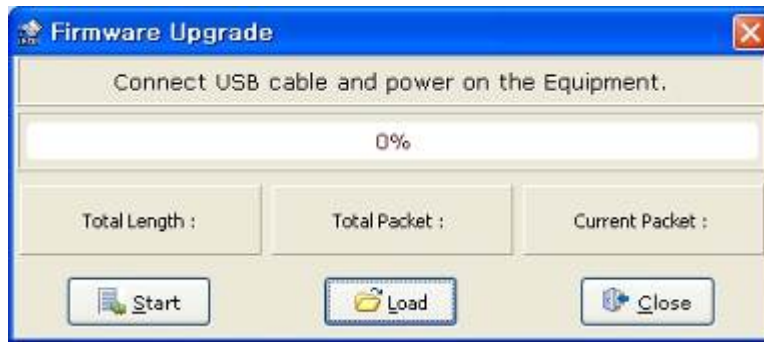 Firmware Upgrade
Connect USB cable and power on the Equipment.
0%
Total Length : Total Packet : Current Packet :
Start Load Close